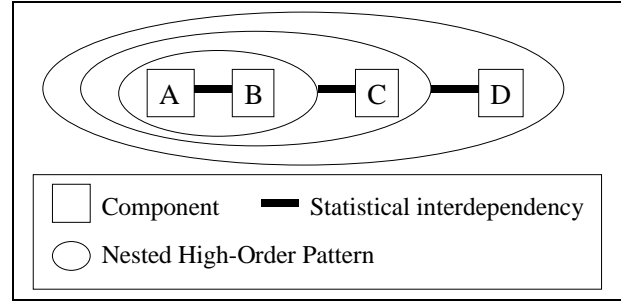 A B C D
Component Statistical interdependency
Nested High-Order Pattern